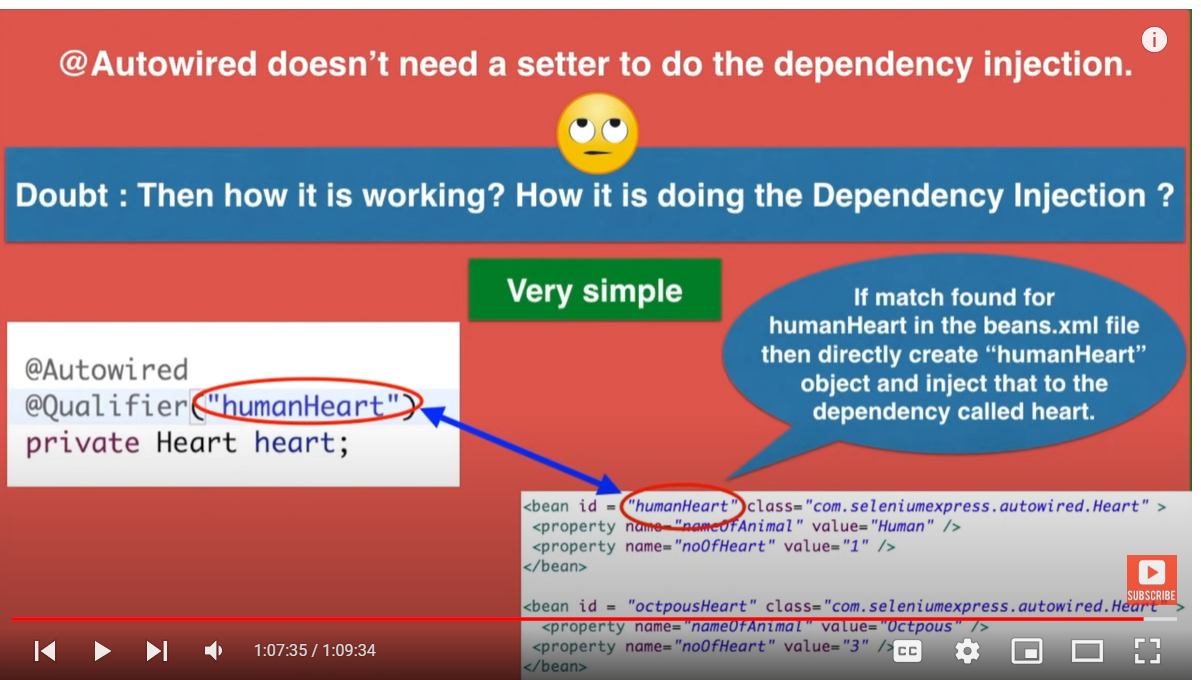 @Autowired doesn't need a setter to do the dependency injection.
Doubt : Then how it is working? How it is doing the Dependency Injection ?
Very simple
If match found for
humanHeart in the beans.xml file
then directly create “humanHeart”
object and inject that to the
dependency called heart.
@Autowired
@Qualifier("humanHeart")
private Heart heart;
<bean id = "humanHeart" class="com.seleniumexpress.autowired.Heart" >
<property name="nameOfAnimal" value="Human" />
<property name="noOfHeart" value="1" />
</bean>
<bean id = "octpousHeart" class="com.seleniumexpress.autowired.Heart" >
<property name="nameOfAnimal" value="Octpous" />
<property name="noOfHeart" value="3" />
</bean>
SUBSCRIBE
1:07:35 / 1:09:34
CC